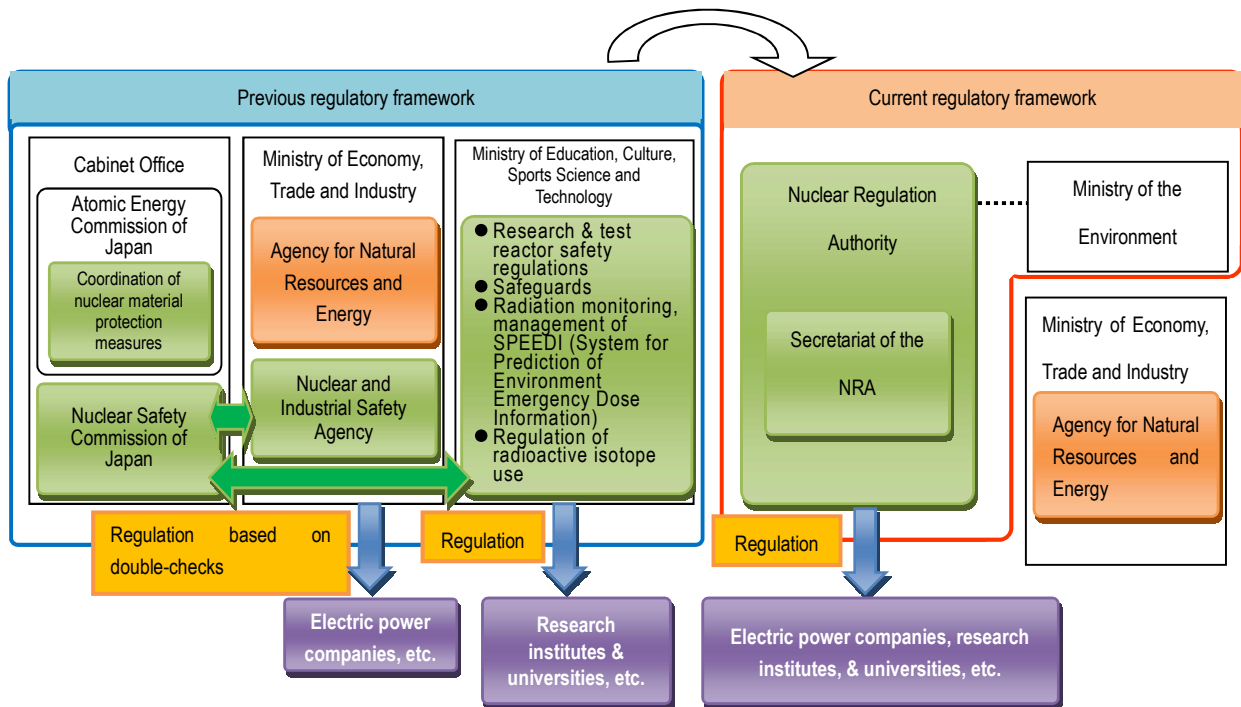 Previous regulatory framework
Cabinet Office
Atomic Energy
Commission of
Japan
Coordination of
nuclear material
protection
measures
Nuclear Safety
Commission of
Japan
Ministry of Economy,
Trade and Industry
Agency for Natural
Resources and
Energy
Nuclear and
Industrial Safety
Agency
Ministry of Education, Culture,
Sports Science and
Technology
● Research & test
reactor safety
regulations
● Safeguards
● Radiation monitoring,
management of
SPEEDI (System for
Prediction of
Environment
Emergency Dose
Information)
● Regulation of
radioactive isotope
use
Regulation based on
double-checks
Regulation
Electric power
companies, etc.
Research
institutes &
universities, etc.
Current regulatory framework
Nuclear Regulation
Authority
Secretariat of the
NRA
Ministry of the
Environment
Ministry of Economy,
Trade and Industry
Agency for Natural
Resources and
Energy
Regulation
Electric power companies, research
institutes, & universities, etc.